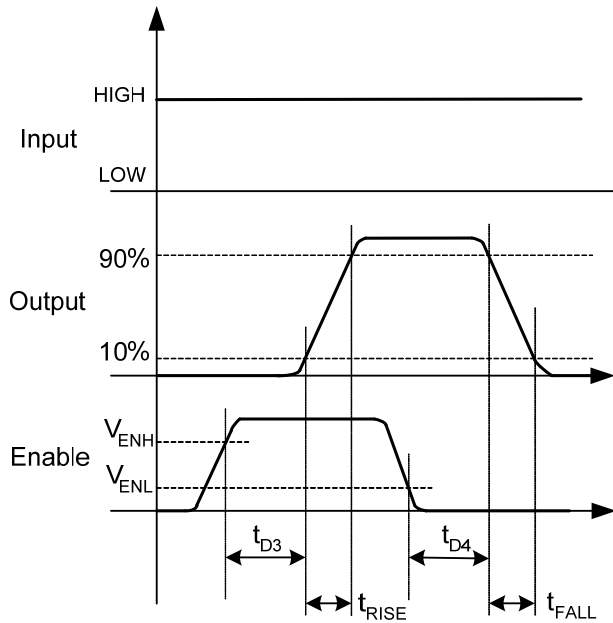 HIGH
Input
LOW
90%
Output
10%
VENH
Enable
VENL
tD3
tD4
tRISE
tFALL